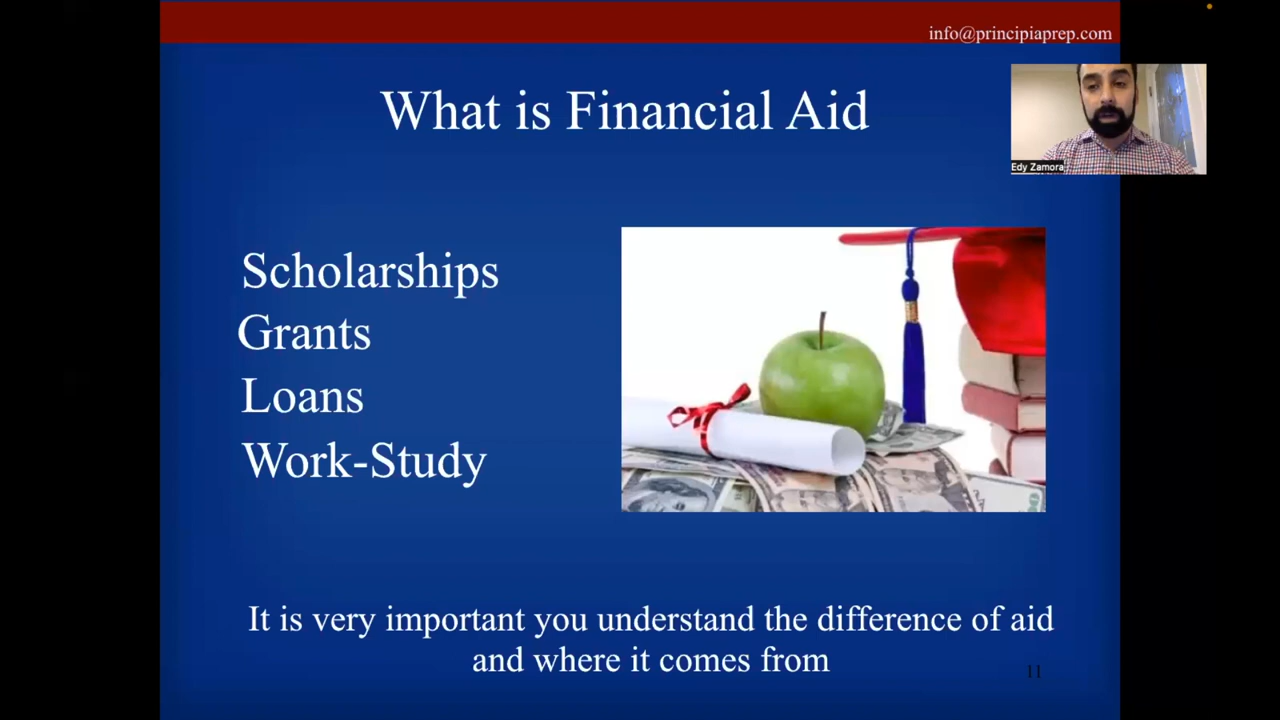 info@principiaprep.com
What is Financial Aid
Edy Zamora
Scholarships
Grants
Loans
Work-Study
It is very important you understand the difference of aid
and where it comes from
11